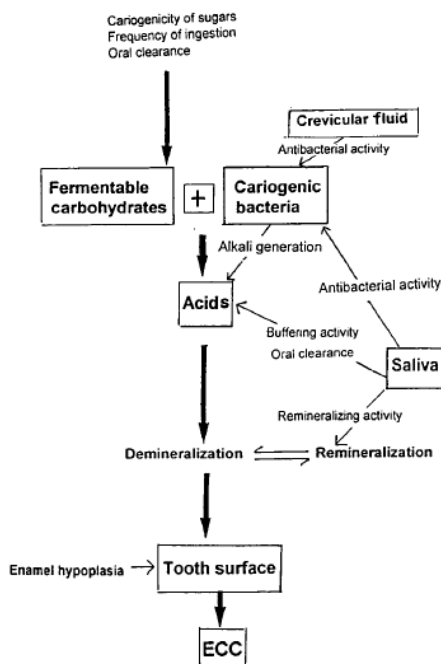 Cariogenicity of sugars
Frequency of ingestion
Oral clearance
Crevicular fluid
Antibacterial activity
Fermentable
carbohydrates
+
Cariogenic
bacteria
Alkali generation
Antibacterial activity
Acids
Buffering activity
Oral clearance
Saliva
Remineralizing activity
Demineralization
Remineralization
Enamel hypoplasia
Tooth surface
ECC